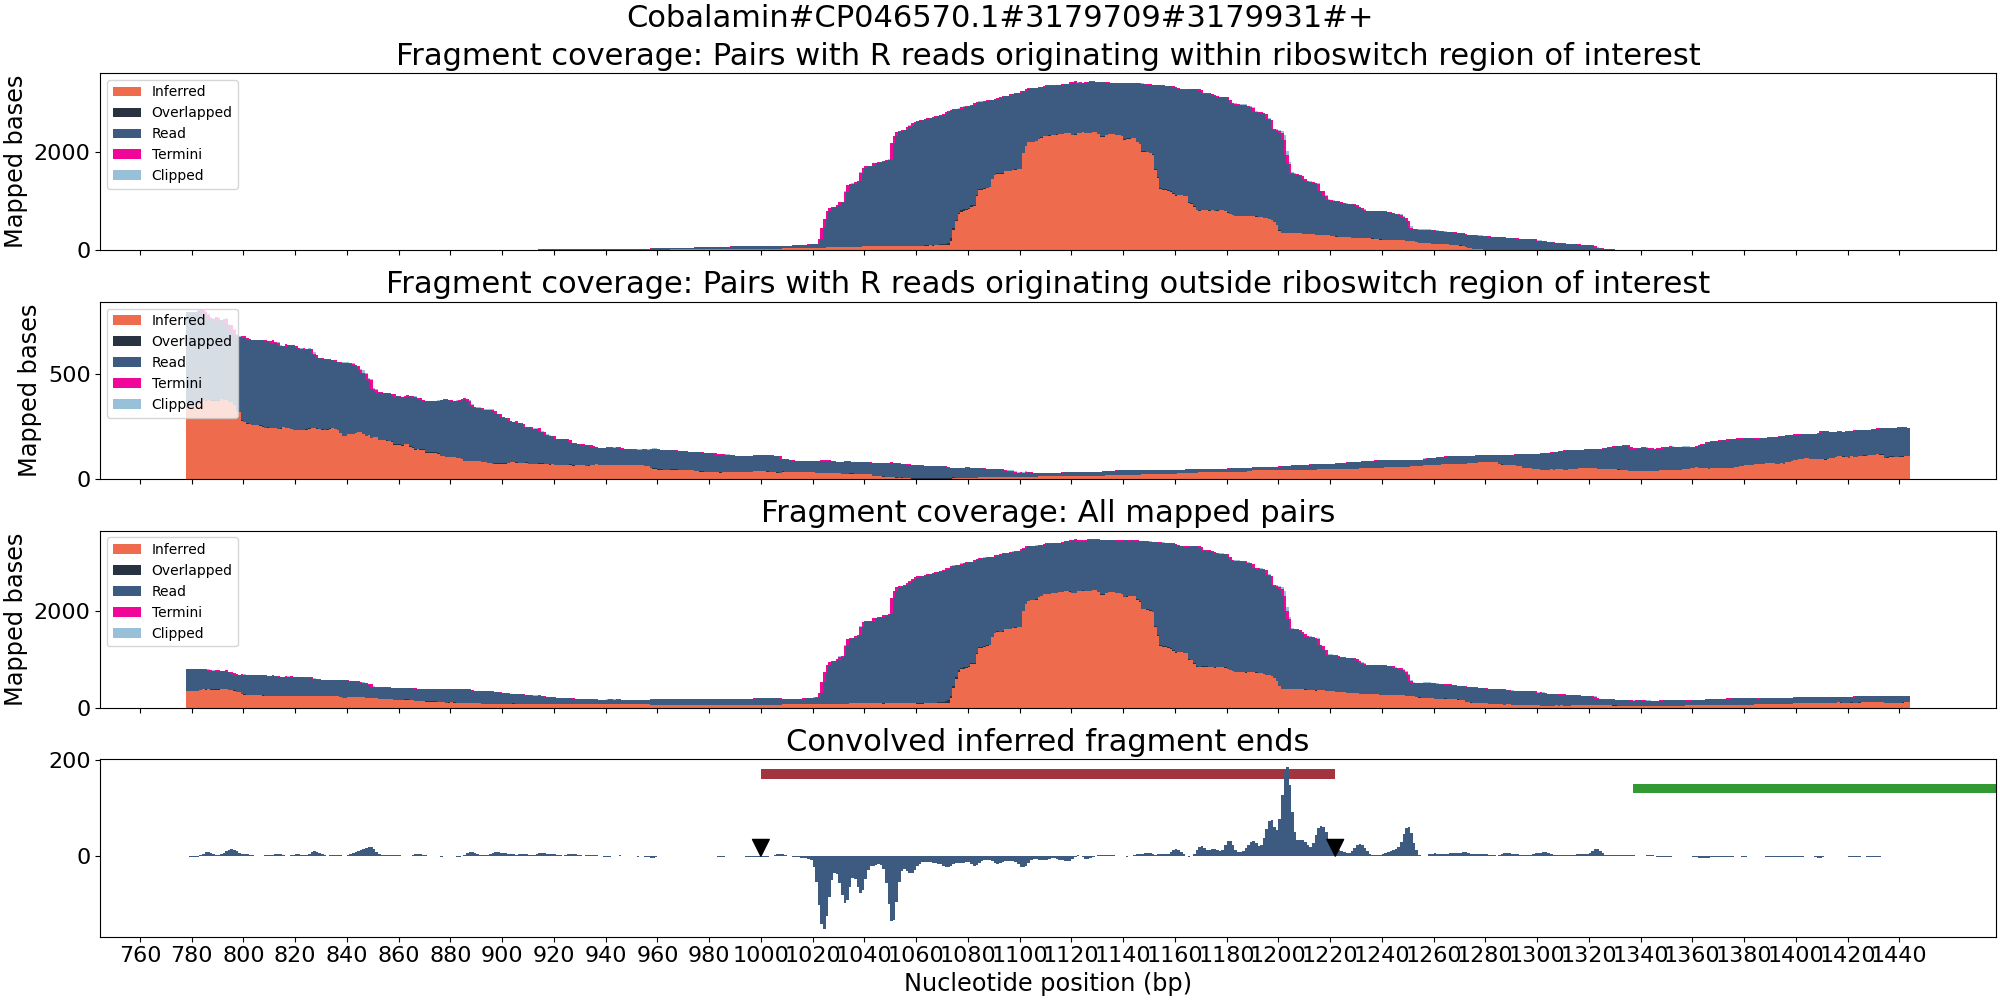 Cobalamin#CP046570.1#3179709#3179931#+
Fragment coverage: Pairs with R reads originating within riboswitch region of interest
Mapped bases
2000
0
Inferred
Overlapped
Read
Termini
Clipped
Fragment coverage: Pairs with R reads originating outside riboswitch region of interest
Mapped bases
500
0
Inferred
Overlapped
Read
Termini
Clipped
Fragment coverage: All mapped pairs
Mapped bases
2000
0
Inferred
Overlapped
Read
Termini
Clipped
Convolved inferred fragment ends
200
0
760 780 800 820 840 860 880 900 920 940 960 980 1000 1020 1040 1060 1080 1100 1120 1140 1160 1180 1200 1220 1240 1260 1280 1300 1320 1340 1360 1380 1400 1420 1440
Nucleotide position (bp)